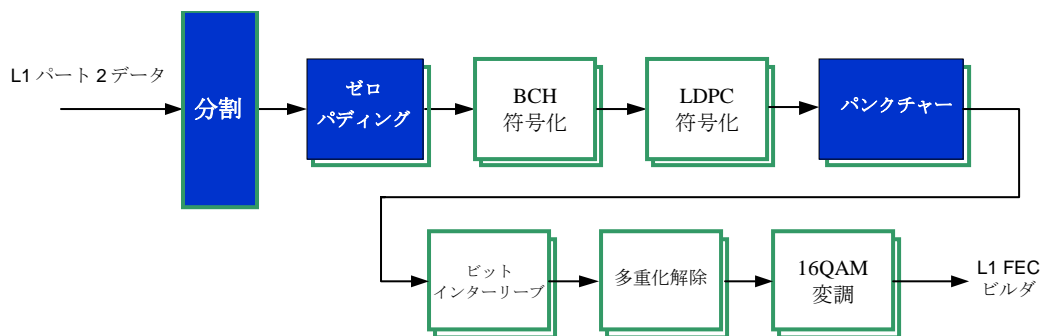 L1 パート 2 データ
分割
ゼロ
パディング
BCH
符号化
LDPC
符号化
パンクチャー
ビット
インターリーブ
多重化解除
16QAM
変調
L1 FEC
ビルダ